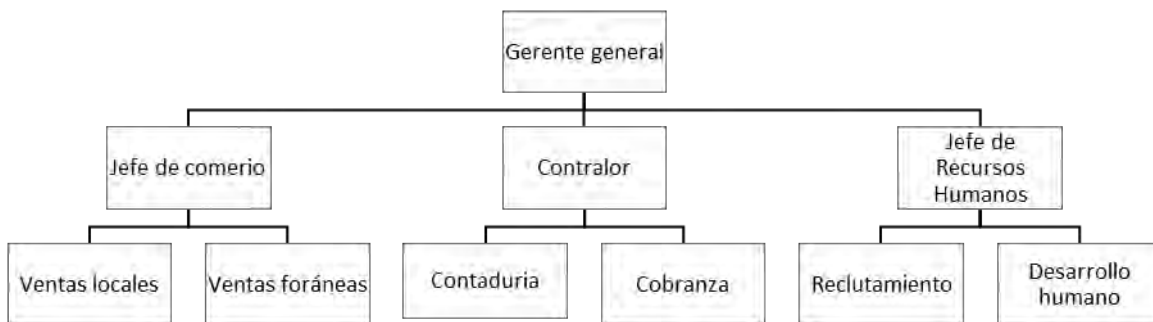 Gerente general
Jefe de comerio
Contralor
Jefe de
Recursos
Humanos
Ventas locales
Ventas foráneas
Contaduria
Cobranza
Reclutamiento
Desarrollo
humano